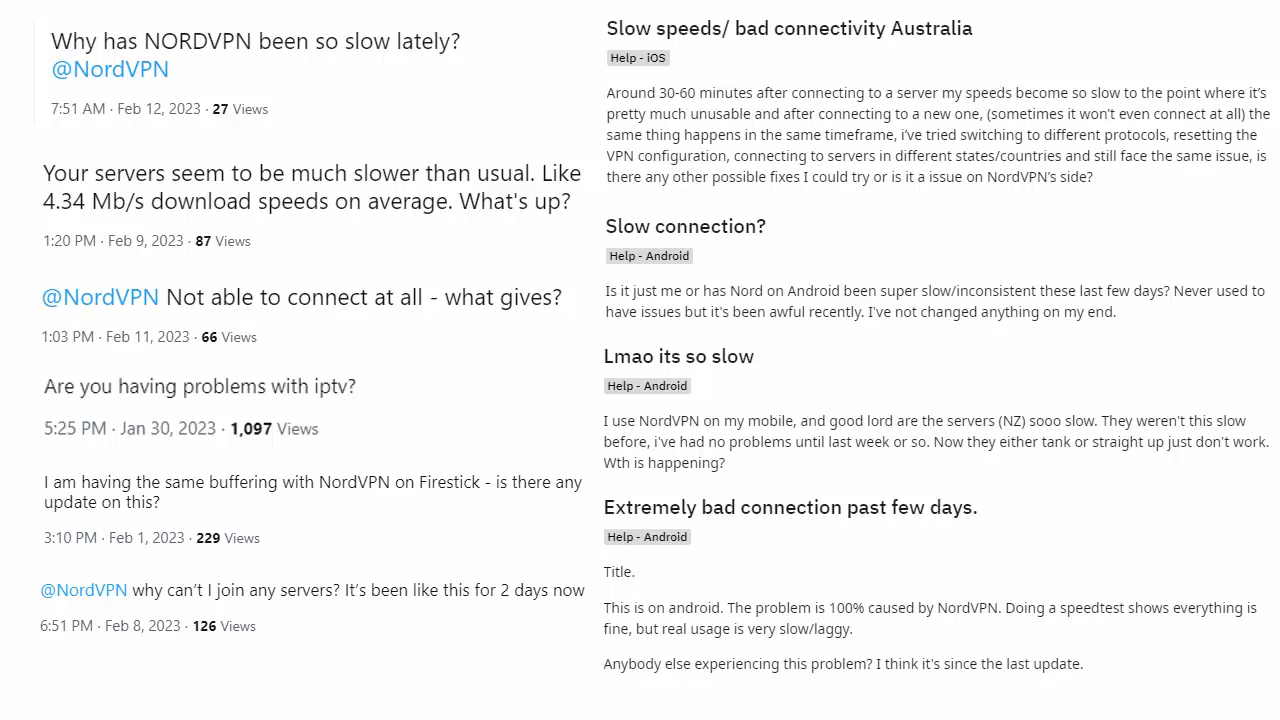 Why has NORDVPN been so slow lately?
@NordVPN
7:51 AM · Feb 12, 2023 · 27 Views
Your servers seem to be much slower than usual. Like
4.34 Mb/s download speeds on average. What's up?
1:20 PM · Feb 9, 2023 · 87 Views
@NordVPN Not able to connect at all - what gives?
1:03 PM · Feb 11, 2023 · 66 Views
Are you having problems with iptv?
5:25 PM · Jan 30, 2023 · 1,097 Views
I am having the same buffering with NordVPN on Firestick - is there any
update on this?
3:10 PM · Feb 1, 2023 · 229 Views
@NordVPN why can’t I join any servers? It’s been like this for 2 days now
6:51 PM · Feb 8, 2023 · 126 Views
Slow speeds/ bad connectivity Australia
Help - iOS
Around 30-60 minutes after connecting to a server my speeds become so slow to the point where it’s
pretty much unusable and after connecting to a new one, (sometimes it won’t even connect at all) the
same thing happens in the same timeframe, i’ve tried switching to different protocols, resetting the
VPN configuration, connecting to servers in different states/countries and still face the same issue, is
there any other possible fixes I could try or is it a issue on NordVPN’s side?
Slow connection?
Help - Android
Is it just me or has Nord on Android been super slow/inconsistent these last few days? Never used to
have issues but it's been awful recently. I've not changed anything on my end.
Lmao its so slow
Help - Android
I use NordVPN on my mobile, and good lord are the servers (NZ) sooo slow. They weren't this slow
before, i've had no problems until last week or so. Now they either tank or straight up just don't work.
Wth is happening?
Extremely bad connection past few days.
Help - Android
Title.
This is on android. The problem is 100% caused by NordVPN. Doing a speedtest shows everything is
fine, but real usage is very slow/laggy.
Anybody else experiencing this problem? I think it's since the last update.